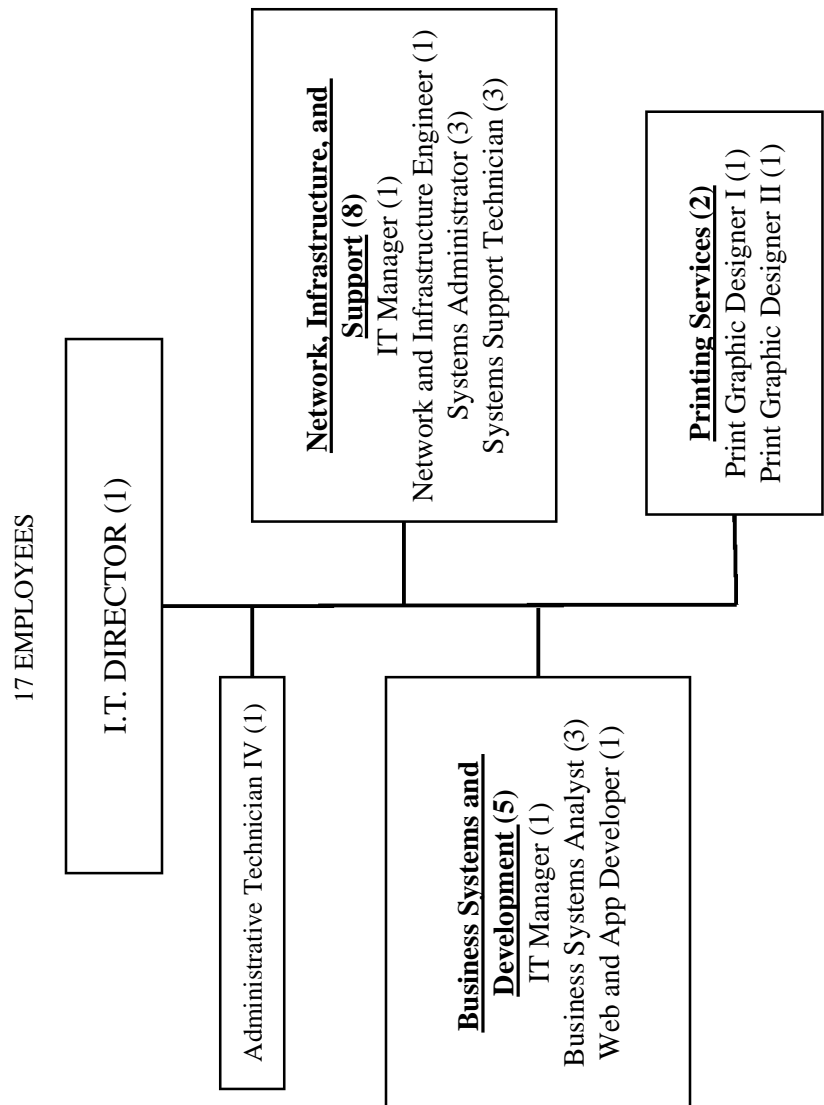 17 EMPLOYEES
I.T. DIRECTOR (1)
Administrative Technician IV (1)
Network, Infrastructure, and
Support (8)
IT Manager (1)
Network and Infrastructure Engineer (1)
Systems Administrator (3)
Systems Support Technician (3)
Business Systems and
Development (5)
IT Manager (1)
Business Systems Analyst (3)
Web and App Developer (1)
Printing Services (2)
Print Graphic Designer I (1)
Print Graphic Designer II (1)